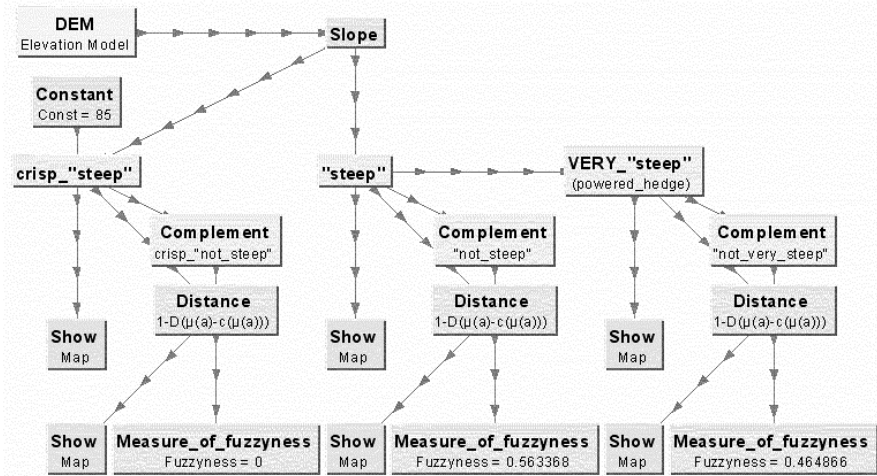 DEM
Elevation Model
Slope
Constant
Const = 85
crisp_"steep"
"steep"
VERY_"steep"
(powered_hedge)
Complement
crisp_"not_steep"
Complement
"not_steep"
Complement
"not_very_steep"
Distance
1-D(μ(a)-c(μ(a)))
Distance
1-D(μ(a)-c(μ(a)))
Distance
1-D(μ(a)-c(μ(a)))
Show
Map
Show
Map
Show
Map
Show
Map
Measure_of_fuzzyness
Fuzzyness = 0
Show
Map
Measure_of_fuzzyness
Fuzzyness = 0.563368
Show
Map
Measure_of_fuzzyness
Fuzzyness = 0.464866